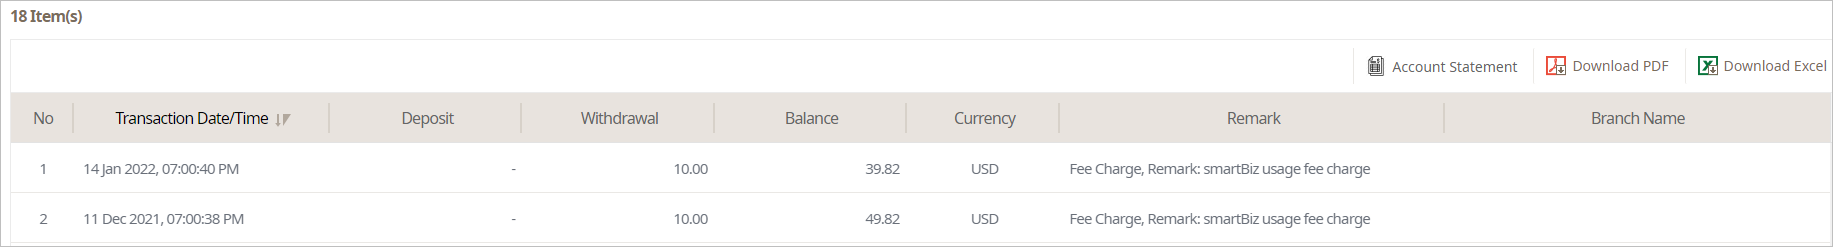 18 Item(s)
Account Statement Download PDF Download Excel
No Transaction Date/Time Deposit Withdrawal Balance Currency Remark Branch Name
1 14 Jan 2022, 07:00:40 PM - 10.00 39.82 USD Fee Charge, Remark: smartBiz usage fee charge
2 11 Dec 2021, 07:00:38 PM - 10.00 49.82 USD Fee Charge, Remark: smartBiz usage fee charge